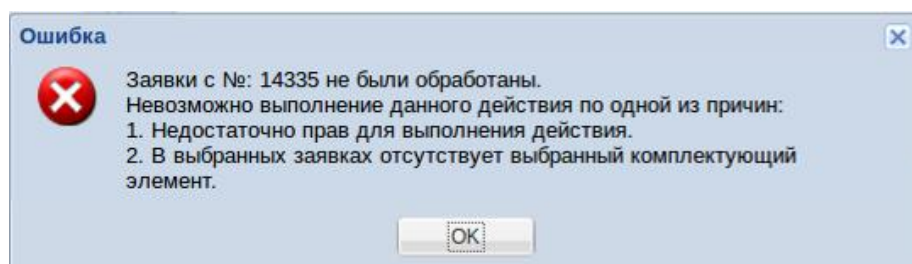 Ошибка
Заявки с №: 14335 не были обработаны.
Невозможно выполнение данного действия по одной из причин:
1. Недостаточно прав для выполнения действия.
2. В выбранных заявках отсутствует выбранный комплектующий
элемент.
OK